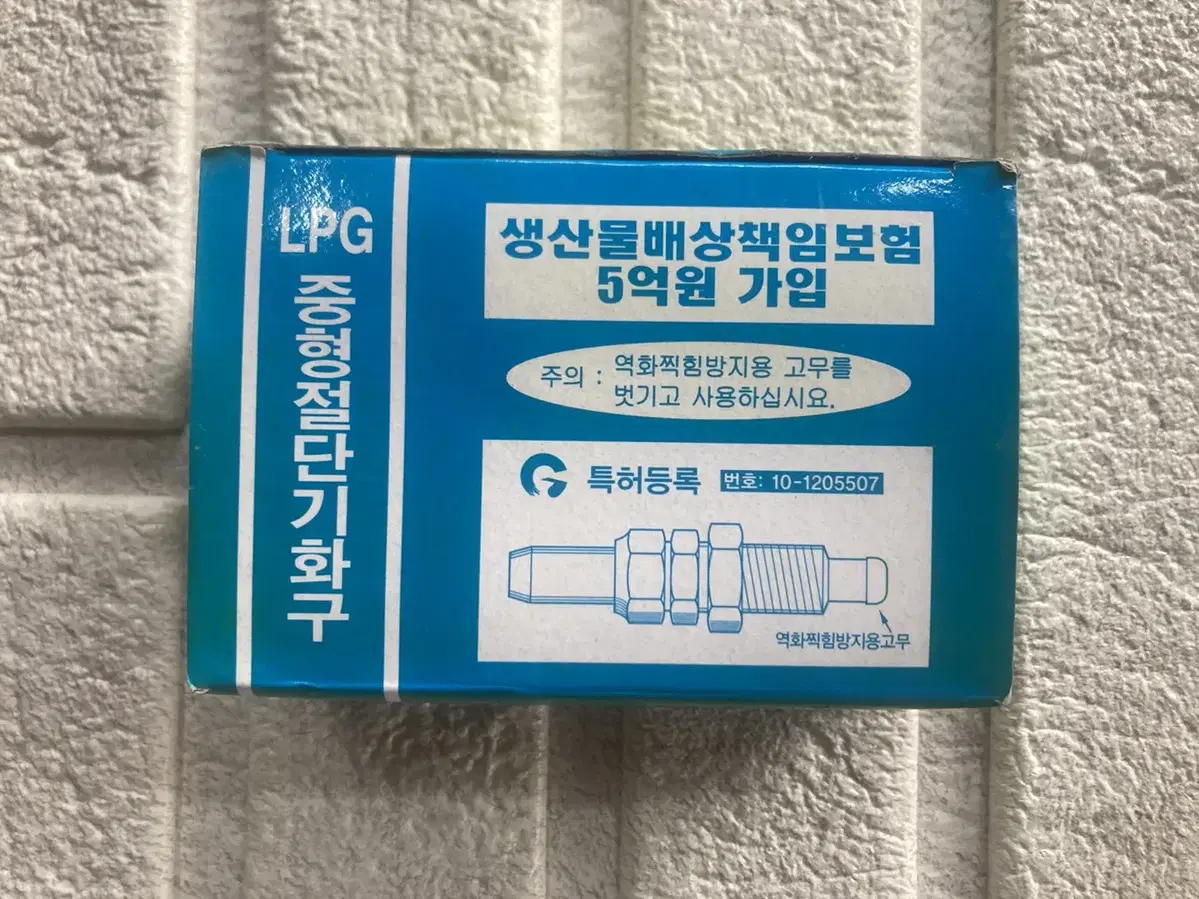 LPG
중형절단기화구
생산물배상책임보험
5억원 가입
주의 : 역화찍힘방지용 고무를
벗기고 사용하십시요.
특허등록 번호: 10-1205507
역화찍힘방지용고무